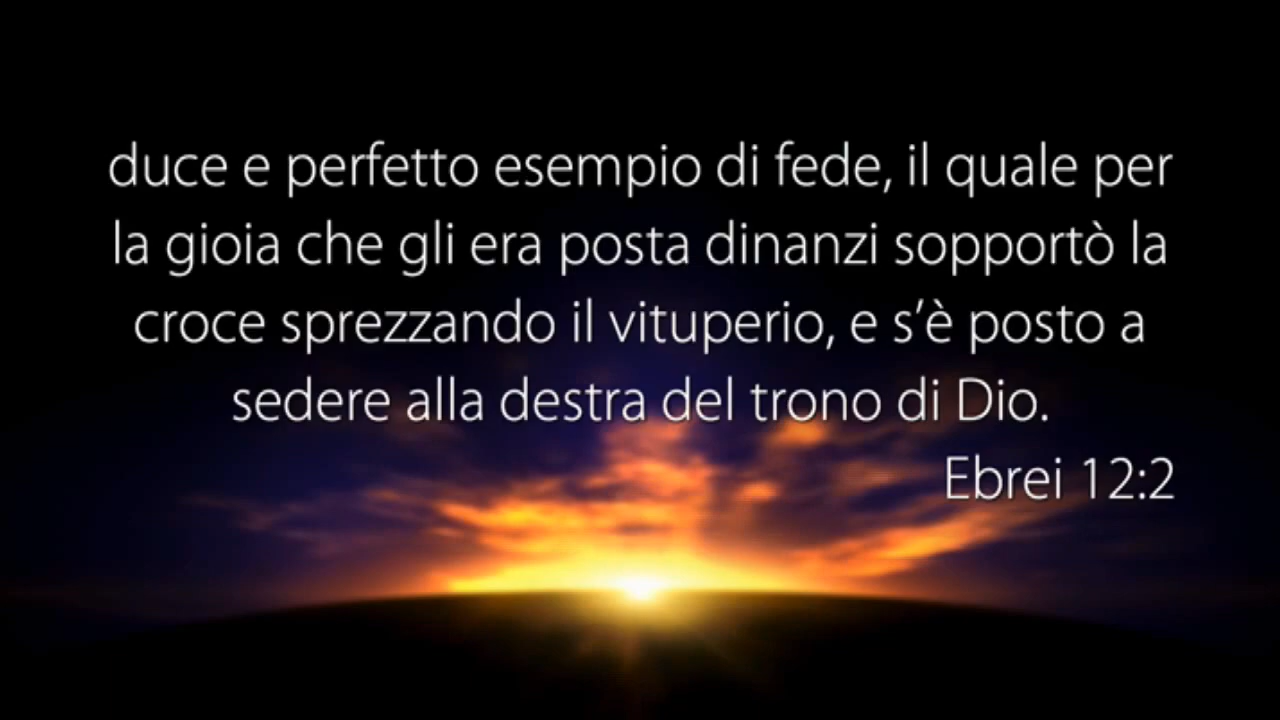 duce e perfetto esempio di fede, il quale per
la gioia che gli era posta dinanzi sopportò la
croce sprezzando il vituperio, e s’è posto a
sedere alla destra del trono di Dio.
Ebrei 12:2